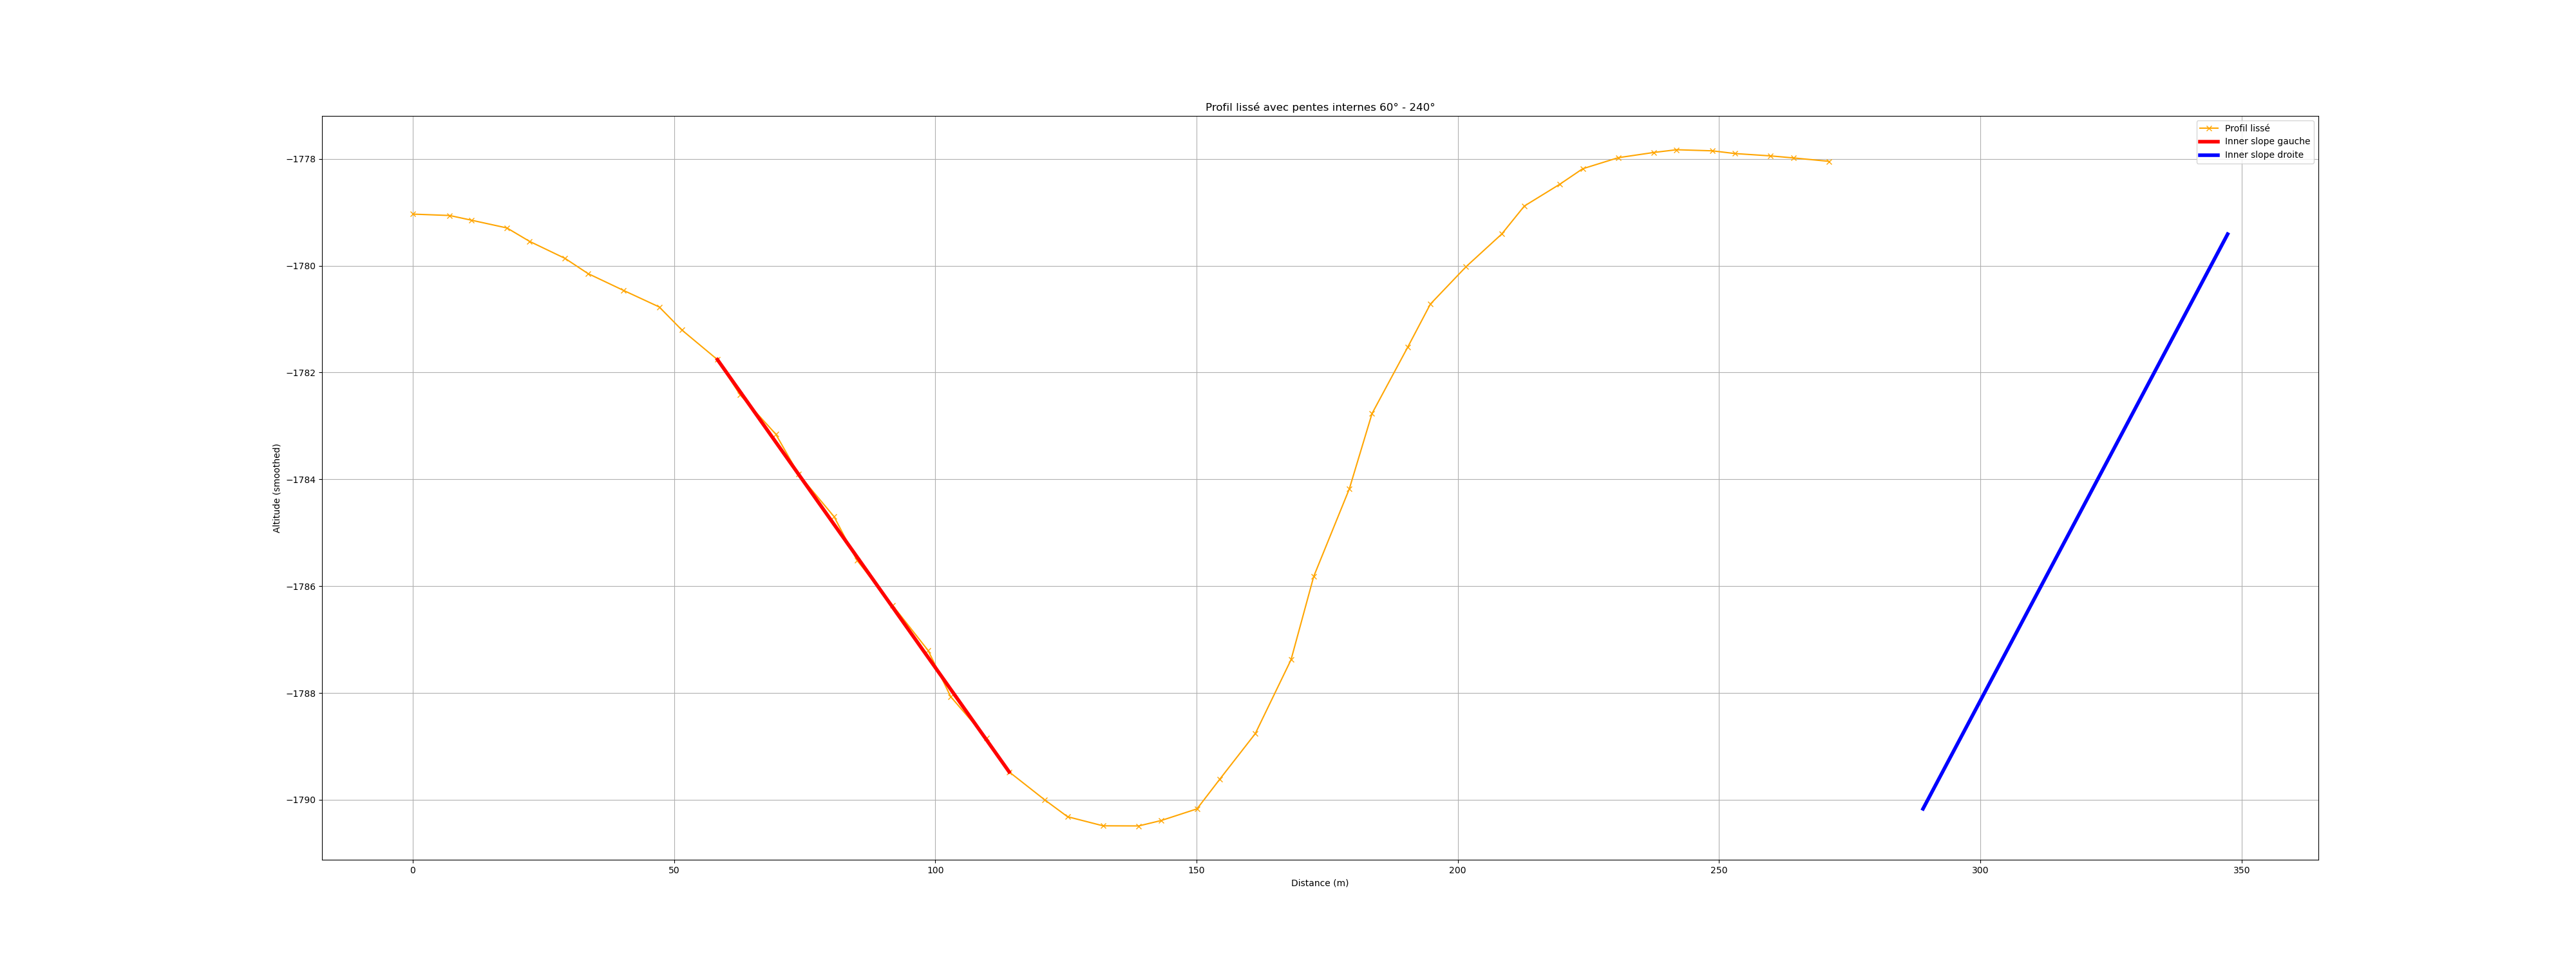 Profil lissé avec pentes internes 60° - 240°
Profil lissé
Inner slope gauche
Inner slope droite
−1778
−1780
−1782
−1784
−1786
−1788
−1790
Altitude (smoothed)
0 50 100 150 200 250 300 350
Distance (m)